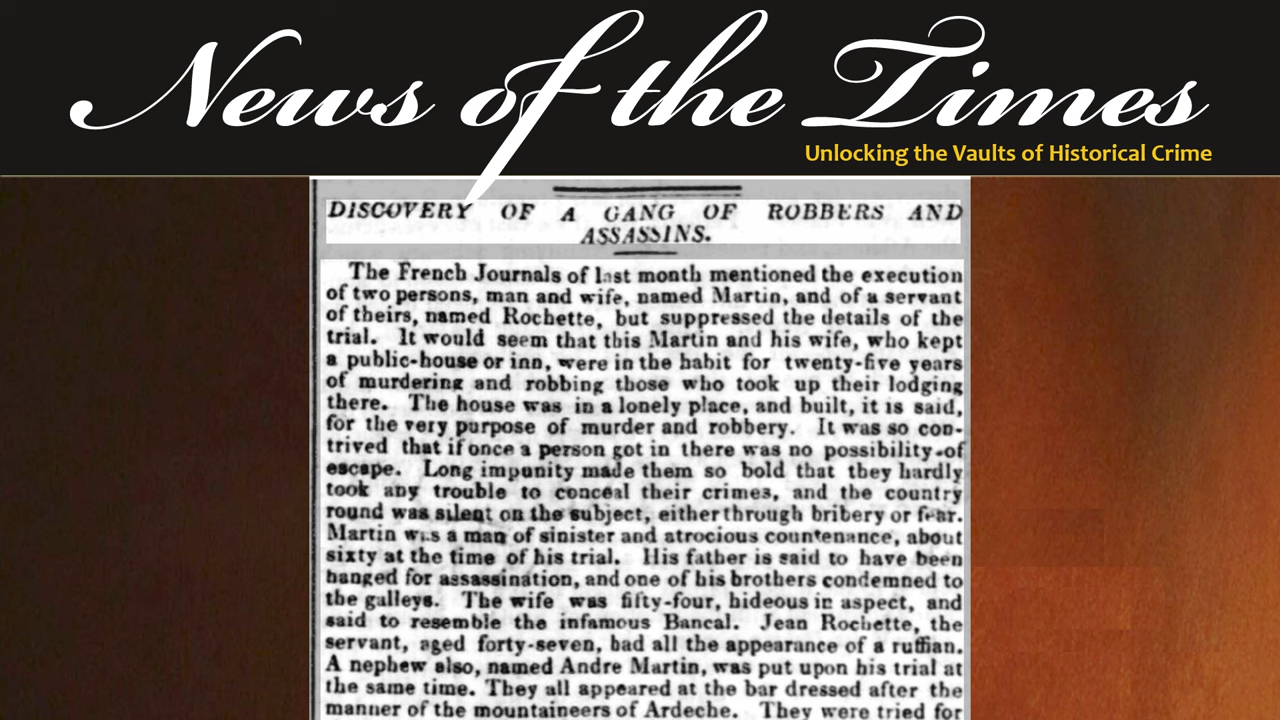 News of the Times
Unlocking the Vaults of Historical Crime
DISCOVERY OF A GANG OF ROBBERS AND
ASSASSINS.
The French Journals of last month mentioned the execution
of two persons, man and wife, named Martin, and of a servant
of theirs, named Rochette, but suppressed the details of the
trial. It would seem that this Martin and his wife, who kept
a public-house or inn, were in the habit for twenty-five years
of murdering and robbing those who took up their lodging
there. The house was in a lonely place, and built, it is said,
for the very purpose of murder and robbery. It was so con-
trived that if once a person got in there was no possibility of
escape. Long impunity made them so bold that they hardly
took any trouble to conceal their crimes, and the country
round was silent on the subject, either through bribery or fear.
Martin was a man of sinister and atrocious countenance, about
sixty at the time of his trial. His father is said to have been
hanged for assassination, and one of his brothers condemned to
the galleys. The wife was fifty-four, hideous in aspect, and
said to resemble the infamous Bancal. Jean Rochette, the
servant, aged forty-seven, had all the appearance of a ruffian.
A nephew also, named Andre Martin, was put upon his trial at
the same time. They all appeared at the bar dressed after the
manner of the mountaineers of Ardeche. They were tried for